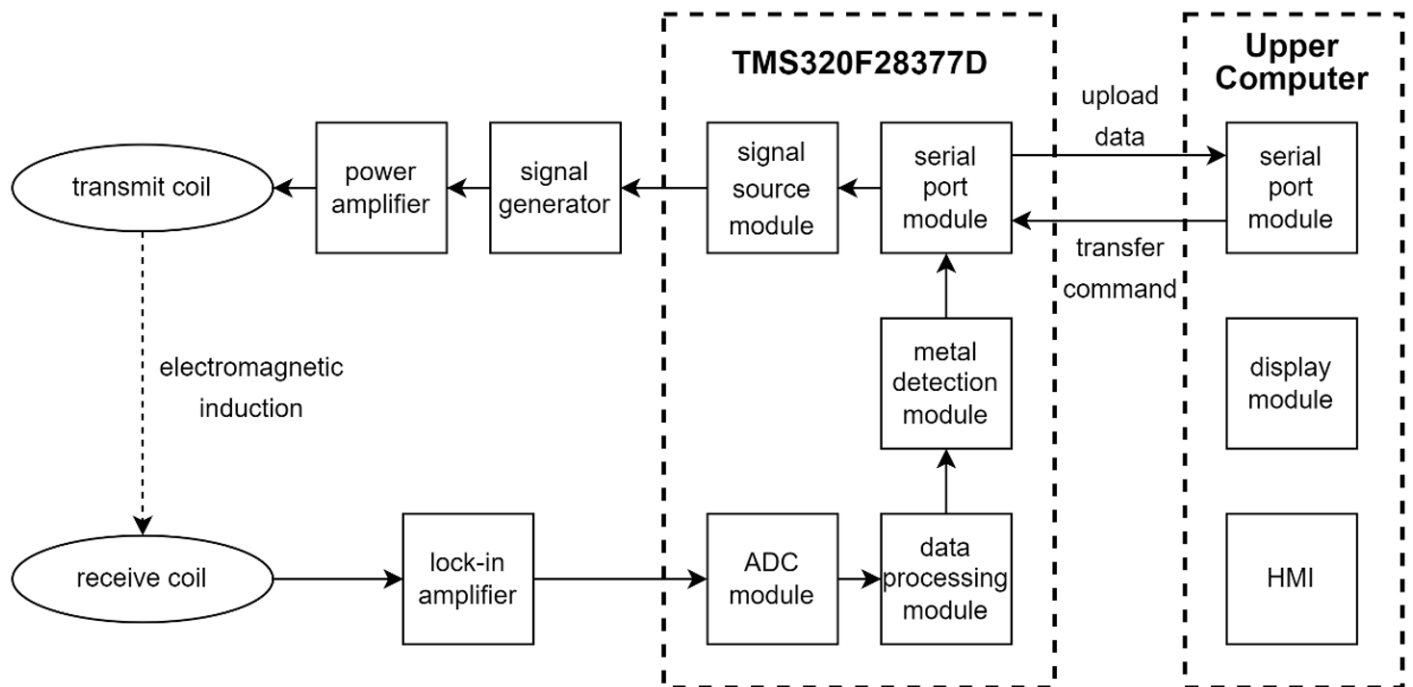 TMS320F28377D
Upper
Computer
upload
data
transmit coil
power
amplifier
signal
generator
signal
source
module
serial
port
module
serial
port
module
transfer
command
electromagnetic
induction
metal
detection
module
display
module
receive coil
lock-in
amplifier
ADC
module
data
processing
module
HMI